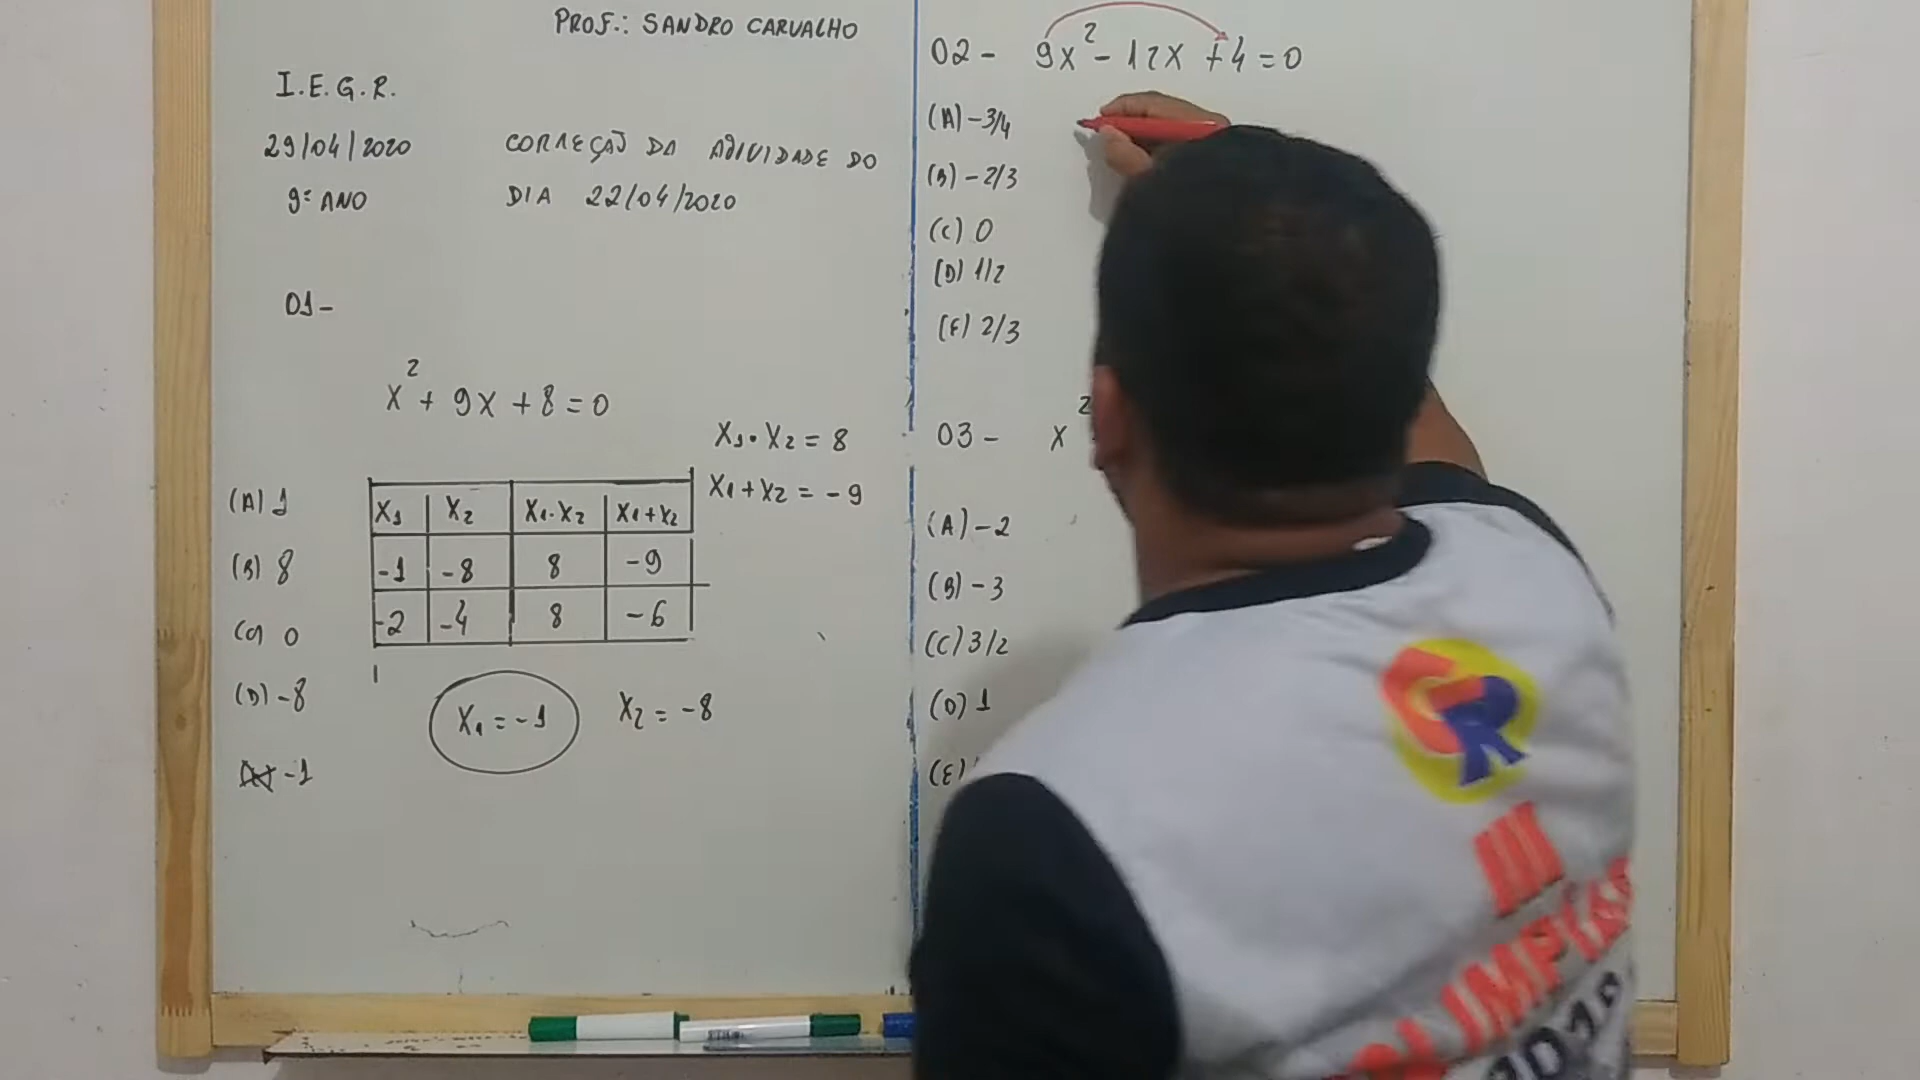 PROF.: SANDRO CARVALHO
I.E.G.R.
29/04/2020
9º ANO
CORREÇÃO DA ATIVIDADE DO
DIA 22/04/2020
01-
x² + 9x + 8 = 0
X₁ · X₂ = 8
X₁ + X₂ = -9
(A) 1
(B) 8
(C) 0
(D) -8
-1
X₁ X₂ X₁·X₂ X₁+X₂
-1 -8 8 -9
-2 -4 8 -6
X₁ = -1 X₂ = -8
02- 9x² - 12x + 4 = 0
(A) -3/4
(B) -2/3
(C) 0
(D) 1/2
(E) 2/3
03- x²
(A) -2
(B) -3
(C) 3/2
(D) 1
(E)
GR
III